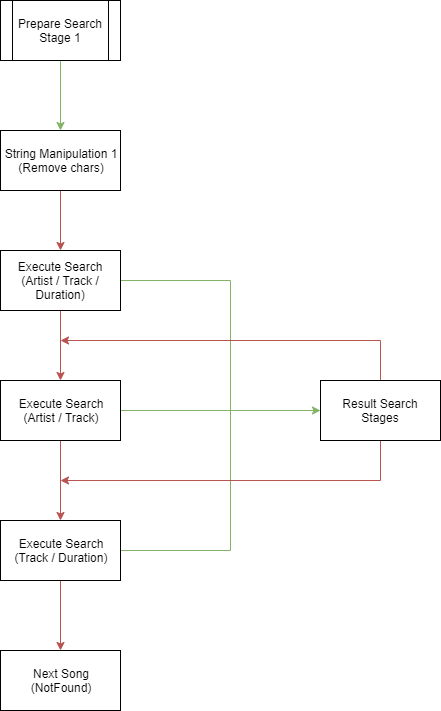 Prepare Search
Stage 1
String Manipulation 1
(Remove chars)
Execute Search
(Artist / Track /
Duration)
Execute Search
(Artist / Track)
Result Search
Stages
Execute Search
(Track / Duration)
Next Song
(NotFound)